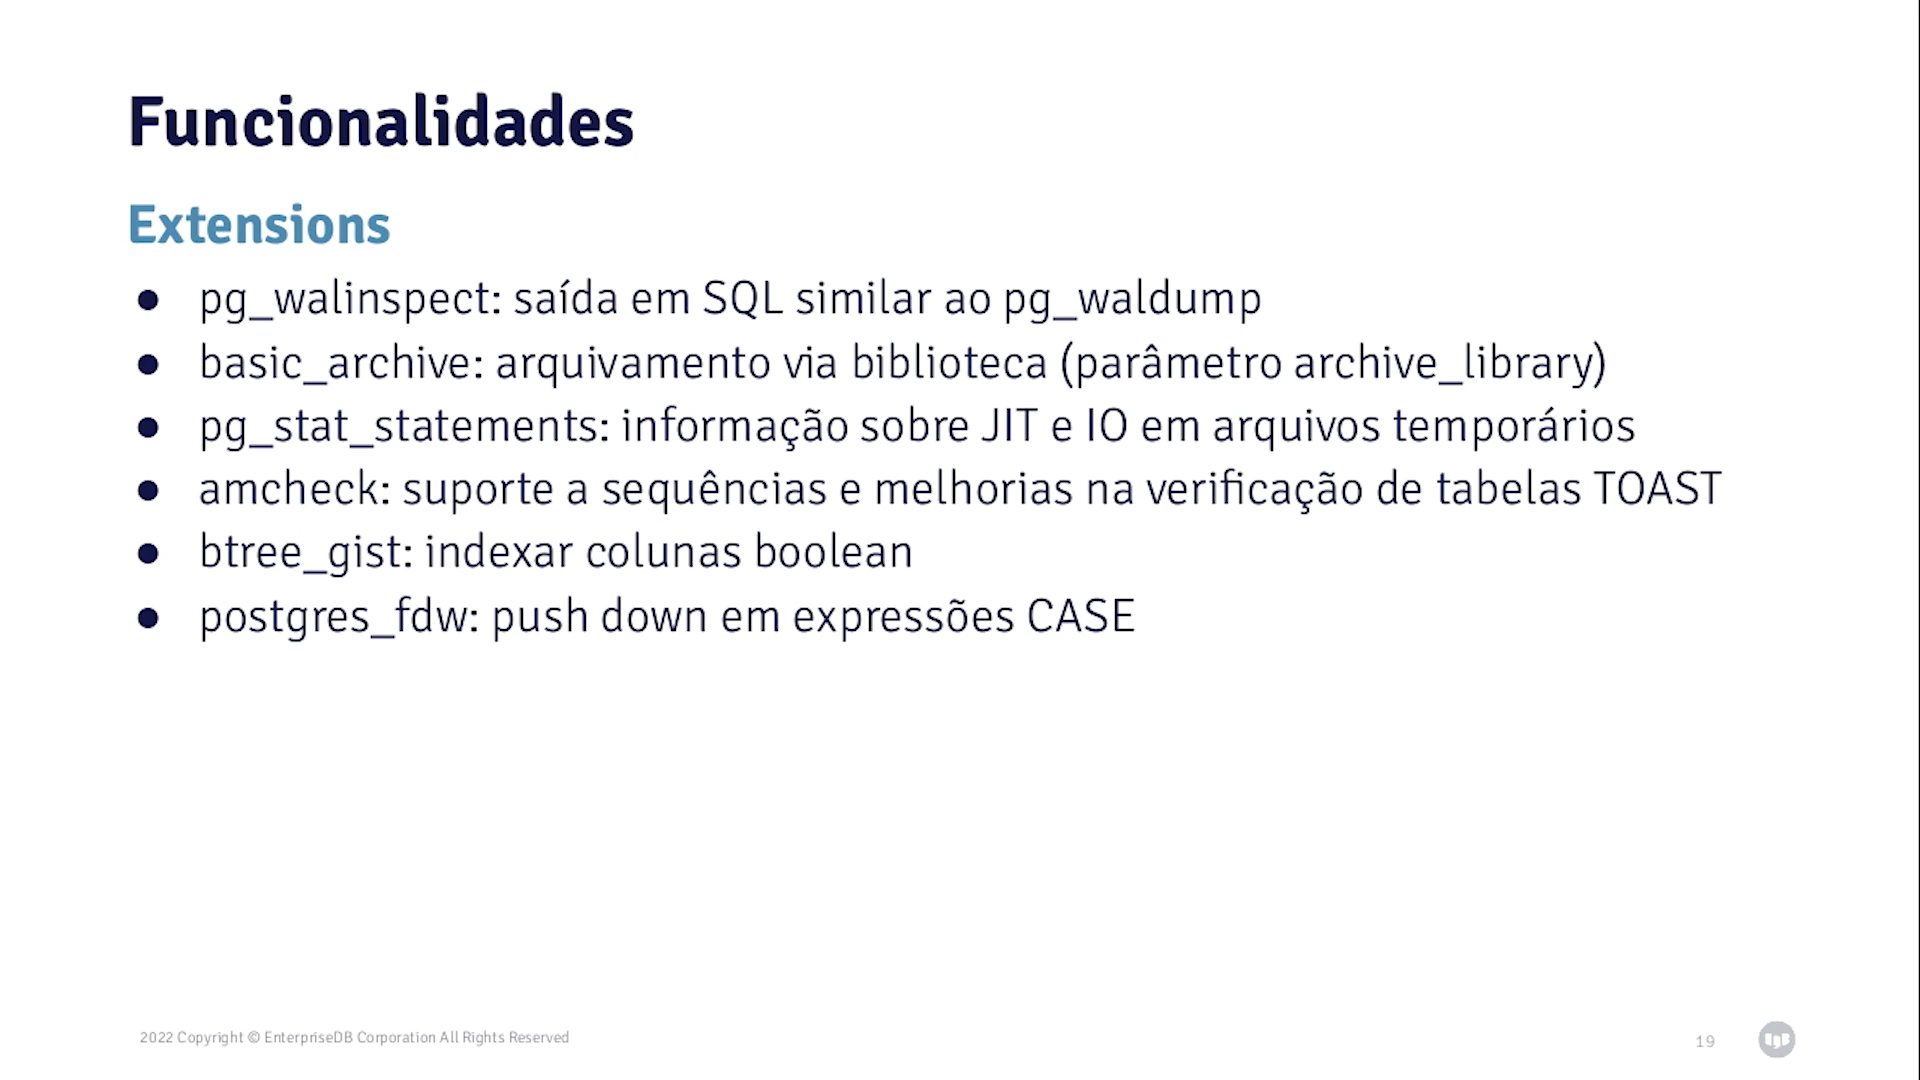 Funcionalidades
Extensions
● pg_walinspect: saída em SQL similar ao pg_waldump
● basic_archive: arquivamento via biblioteca (parâmetro archive_library)
● pg_stat_statements: informação sobre JIT e IO em arquivos temporários
● amcheck: suporte a sequências e melhorias na verificação de tabelas TOAST
● btree_gist: indexar colunas boolean
● postgres_fdw: push down em expressões CASE
2022 Copyright © EnterpriseDB Corporation All Rights Reserved
19